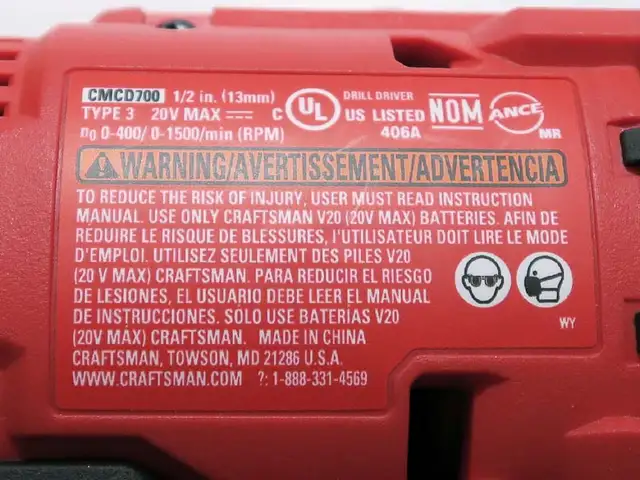 CMCD700 1/2 in. (13mm)
TYPE 3 20V MAX
n0 0-400/ 0-1500/min (RPM)
C UL US LISTED
DRILL DRIVER
406A
NOM
ANCE
MR
WARNING/AVERTISSEMENT/ADVERTENCIA
TO REDUCE THE RISK OF INJURY, USER MUST READ INSTRUCTION
MANUAL. USE ONLY CRAFTSMAN V20 (20V MAX) BATTERIES. AFIN DE
REDUIRE LE RISQUE DE BLESSURES, l'UTILISATEUR DOIT LIRE LE MODE
D'EMPLOI. UTILISEZ SEULEMENT DES PILES V20
(20 V MAX) CRAFTSMAN. PARA REDUCIR EL RIESGO
DE LESIONES, EL USUARIO DEBE LEER EL MANUAL
DE INSTRUCCIONES. SOLO USE BATERÍAS V20
(20V MÁX) CRAFTSMAN. MADE IN CHINA
CRAFTSMAN, TOWSON, MD 21286 U.S.A.
WWW.CRAFTSMAN.COM ?: 1-888-331-4569
WY